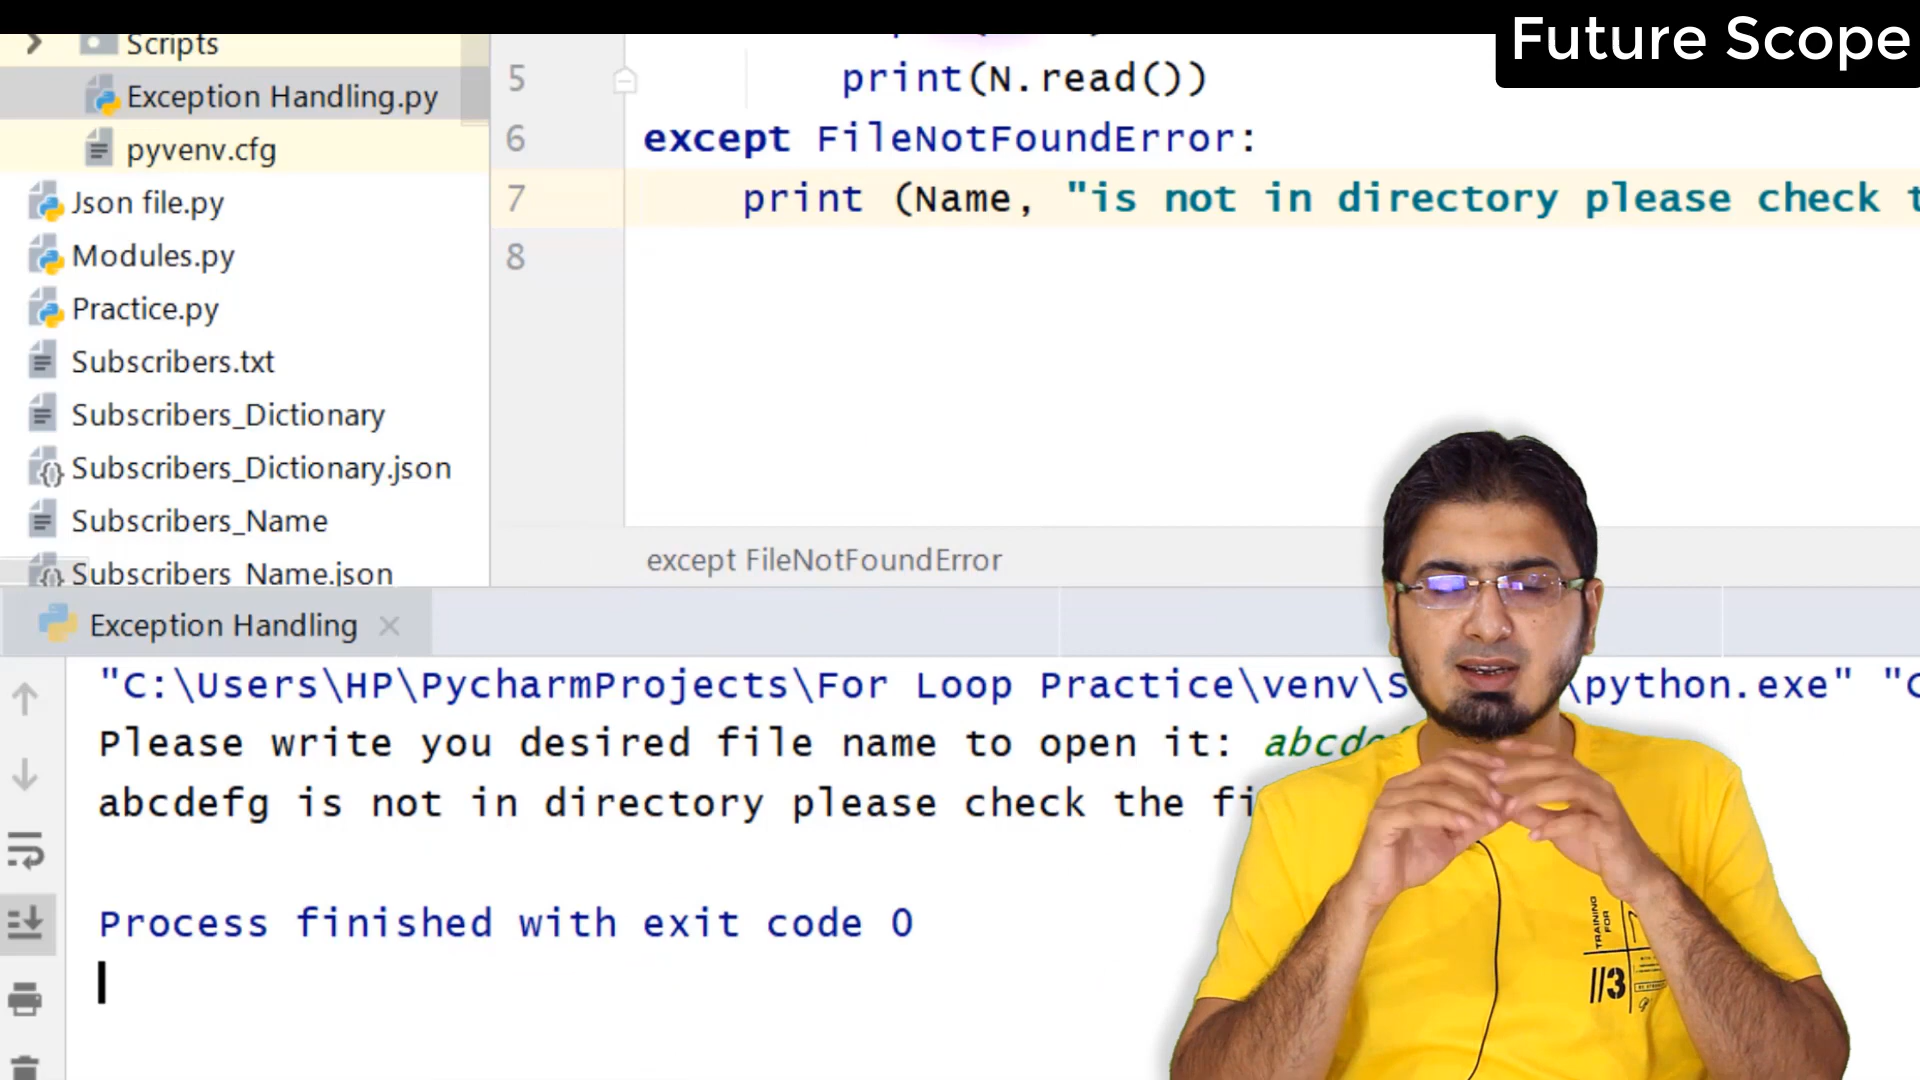 Future Scope
Scripts
Exception Handling.py
pyvenv.cfg
Json file.py
Modules.py
Practice.py
Subscribers.txt
Subscribers_Dictionary
Subscribers_Dictionary.json
Subscribers_Name
Subscribers_Name.json
5 print(N.read())
6 except FileNotFoundError:
7 print (Name, "is not in directory please check
8
except FileNotFoundError
Exception Handling
"C:\Users\HP\PycharmProjects\For Loop Practice\venv\S \python.exe" "C
Please write you desired file name to open it: abcde
abcdefg is not in directory please check the fi
Process finished with exit code 0
TRAINING
FOR
//3